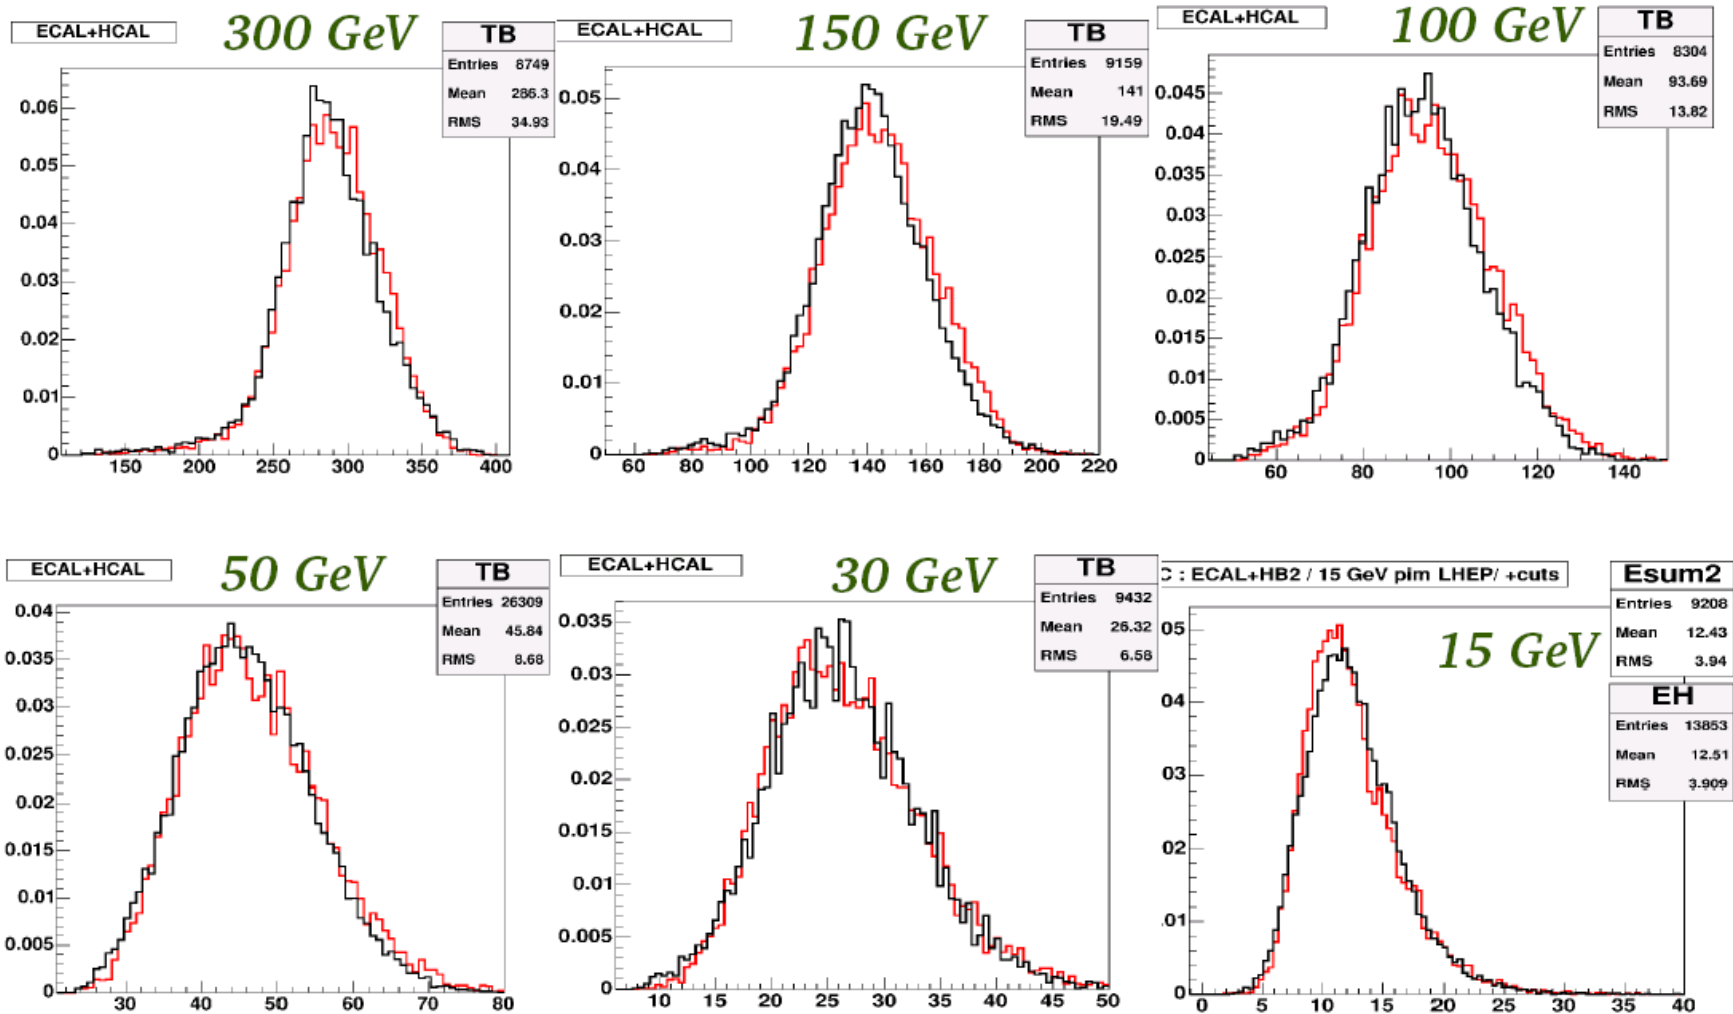 ECAL+HCAL
300 GeV
TB
Entries 8749
Mean 286.3
RMS 34.93
0.06
0.05
0.04
0.03
0.02
0.01
0
150 200 250 300 350 400
ECAL+HCAL
150 GeV
TB
Entries 9159
Mean 141
RMS 19.49
0.05
0.04
0.03
0.02
0.01
0
60 80 100 120 140 160 180 200 220
ECAL+HCAL
100 GeV
TB
Entries 8304
Mean 93.69
RMS 13.82
0.045
0.04
0.035
0.03
0.025
0.02
0.015
0.01
0.005
0
60 80 100 120 140
ECAL+HCAL
50 GeV
TB
Entries 26309
Mean 45.84
RMS 8.68
0.04
0.035
0.03
0.025
0.02
0.015
0.01
0.005
0
30 40 50 60 70 80
ECAL+HCAL
30 GeV
TB
Entries 9432
Mean 26.32
RMS 6.58
0.035
0.03
0.025
0.02
0.015
0.01
0.005
0
10 15 20 25 30 35 40 45 50
C : ECAL+HB2 / 15 GeV pim LHEP/ +cuts
15 GeV
Esum2
Entries 9208
Mean 12.43
RMS 3.94
EH
Entries 13853
Mean 12.51
RMS 3.909
.05
04
.03
02
.01
0
0 5 10 15 20 25 30 35 40